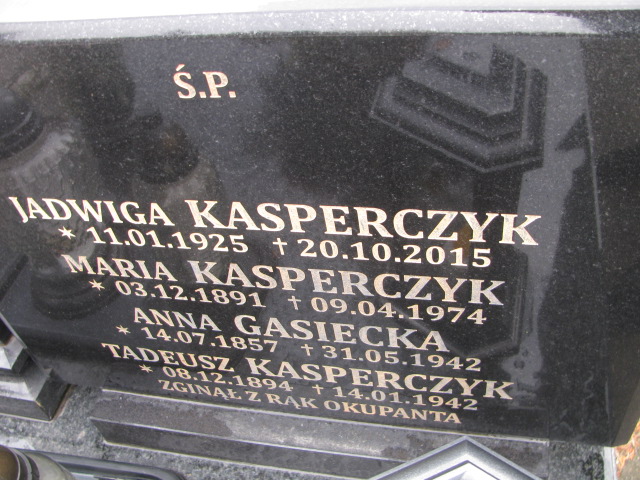 Ś.P.
JADWIGA KASPERCZYK
* 11.01.1925 † 20.10.2015
MARIA KASPERCZYK
* 03.12.1891 † 09.04.1974
ANNA GASIECKA
* 14.07.1857 † 31.05.1942
TADEUSZ KASPERCZYK
* 08.12.1894 † 14.01.1942
ZGINĄŁ Z RĄK OKUPANTA